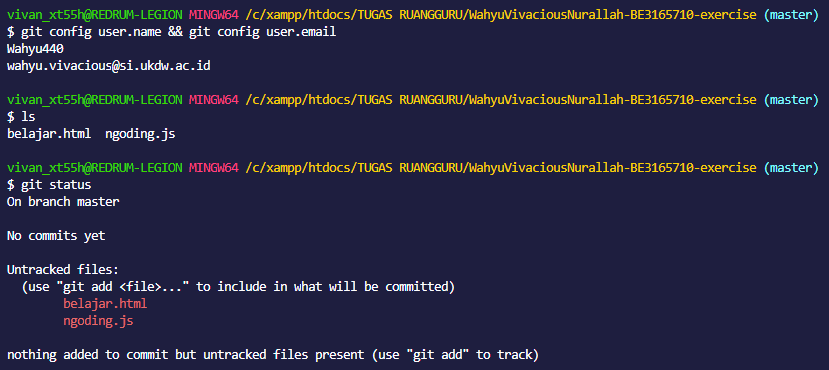 vivan_xt55h@REDRUM-LEGION MINGW64 /c/xampp/htdocs/TUGAS RUANGGURU/WahyuVivaciousNurallah-BE3165710-exercise (master)
$ git config user.name && git config user.email
Wahyu440
wahyu.vivacious@si.ukdw.ac.id
vivan_xt55h@REDRUM-LEGION MINGW64 /c/xampp/htdocs/TUGAS RUANGGURU/WahyuVivaciousNurallah-BE3165710-exercise (master)
$ ls
belajar.html  ngoding.js
vivan_xt55h@REDRUM-LEGION MINGW64 /c/xampp/htdocs/TUGAS RUANGGURU/WahyuVivaciousNurallah-BE3165710-exercise (master)
$ git status
On branch master
No commits yet
Untracked files:
  (use "git add <file>..." to include in what will be committed)
        belajar.html
        ngoding.js
nothing added to commit but untracked files present (use "git add" to track)